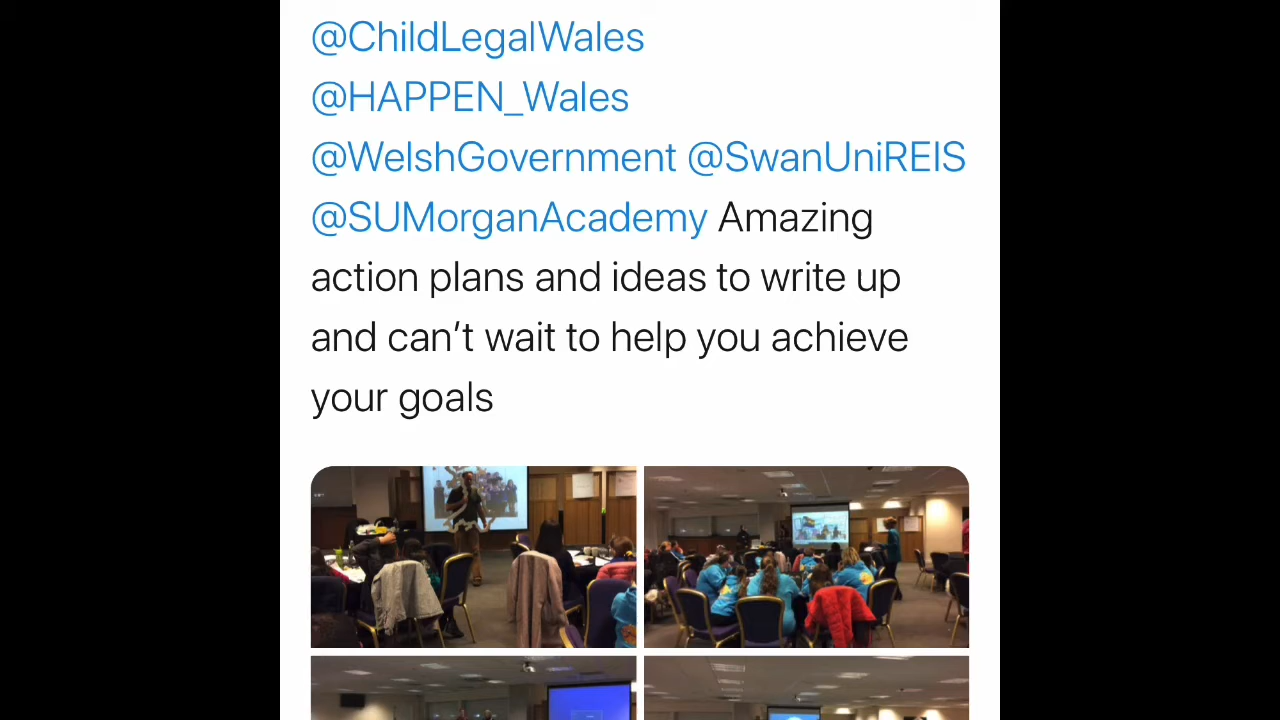 @ChildLegalWales
@HAPPEN_Wales
@WelshGovernment @SwanUniREIS
@SUMorganAcademy Amazing
action plans and ideas to write up
and can’t wait to help you achieve
your goals